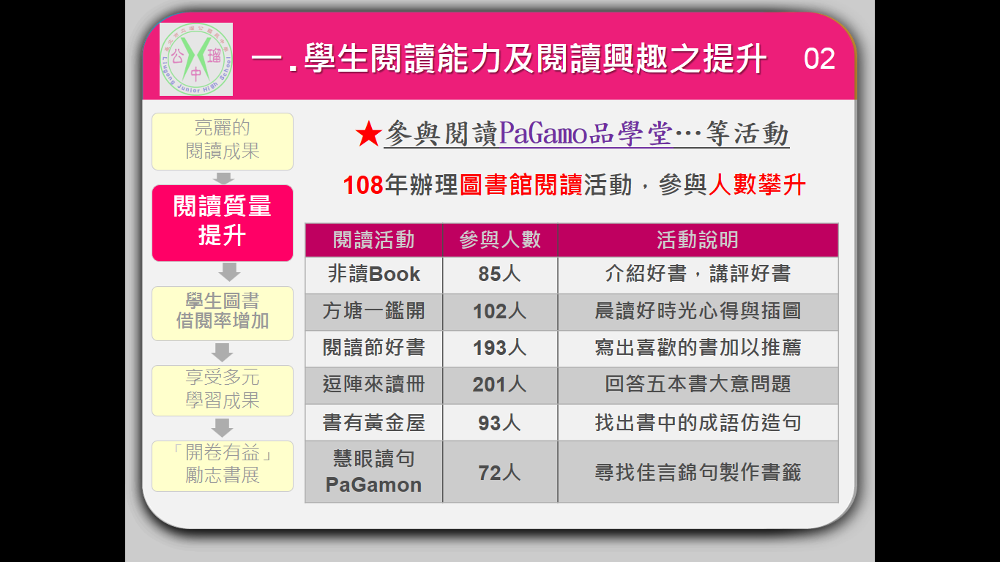 一.學生閱讀能力及閱讀興趣之提升
02
公
瑠
中
Liugong Junior High School
亮麗的
閱讀成果
閱讀質量
提升
學生圖書
借閱率增加
享受多元
學習成果
「開卷有益」
勵志書展
★參與閱讀PaGamo品學堂…等活動
108年辦理圖書館閱讀活動，參與人數攀升
閱讀活動 參與人數 活動說明
非讀Book 85人 介紹好書，講評好書
方塘一鑑開 102人 晨讀好時光心得與插圖
閱讀節好書 193人 寫出喜歡的書加以推薦
逗陣來讀冊 201人 回答五本書大意問題
書有黃金屋 93人 找出書中的成語仿造句
慧眼讀句
PaGamon 72人 尋找佳言錦句製作書籤